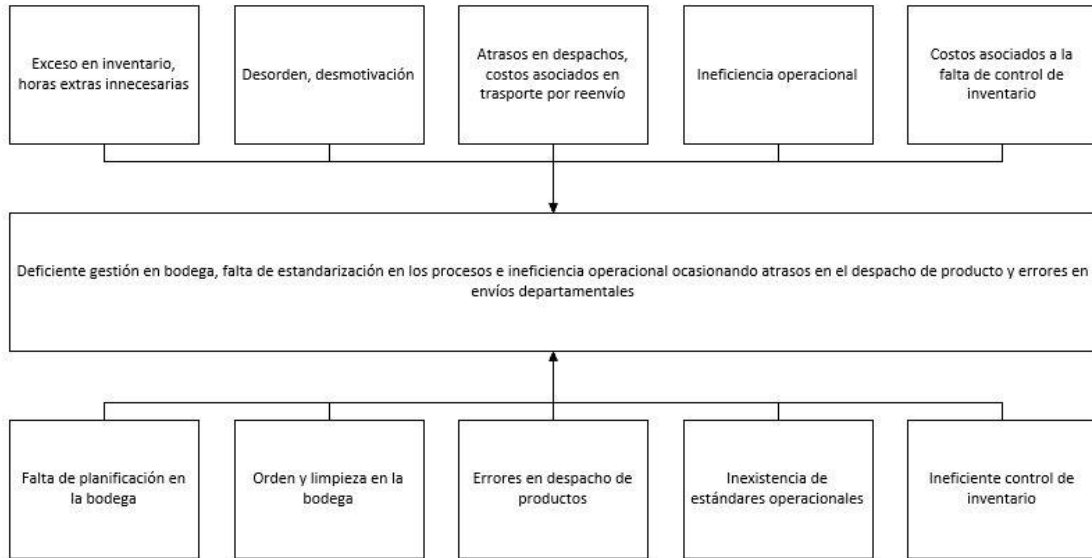 Exceso en inventario,
horas extras innecesarias
Desorden, desmotivación
Atrasos en despachos,
costos asociados en
trasporte por reenvío
Ineficiencia operacional
Costos asociados a la
falta de control de
inventario
Deficiente gestión en bodega, falta de estandarización en los procesos e ineficiencia operacional ocasionando atrasos en el despacho de producto y errores en
envíos departamentales
Falta de planificación en
la bodega
Orden y limpieza en la
bodega
Errores en despacho de
productos
Inexistencia de
estándares operacionales
Ineficiente control de
inventario